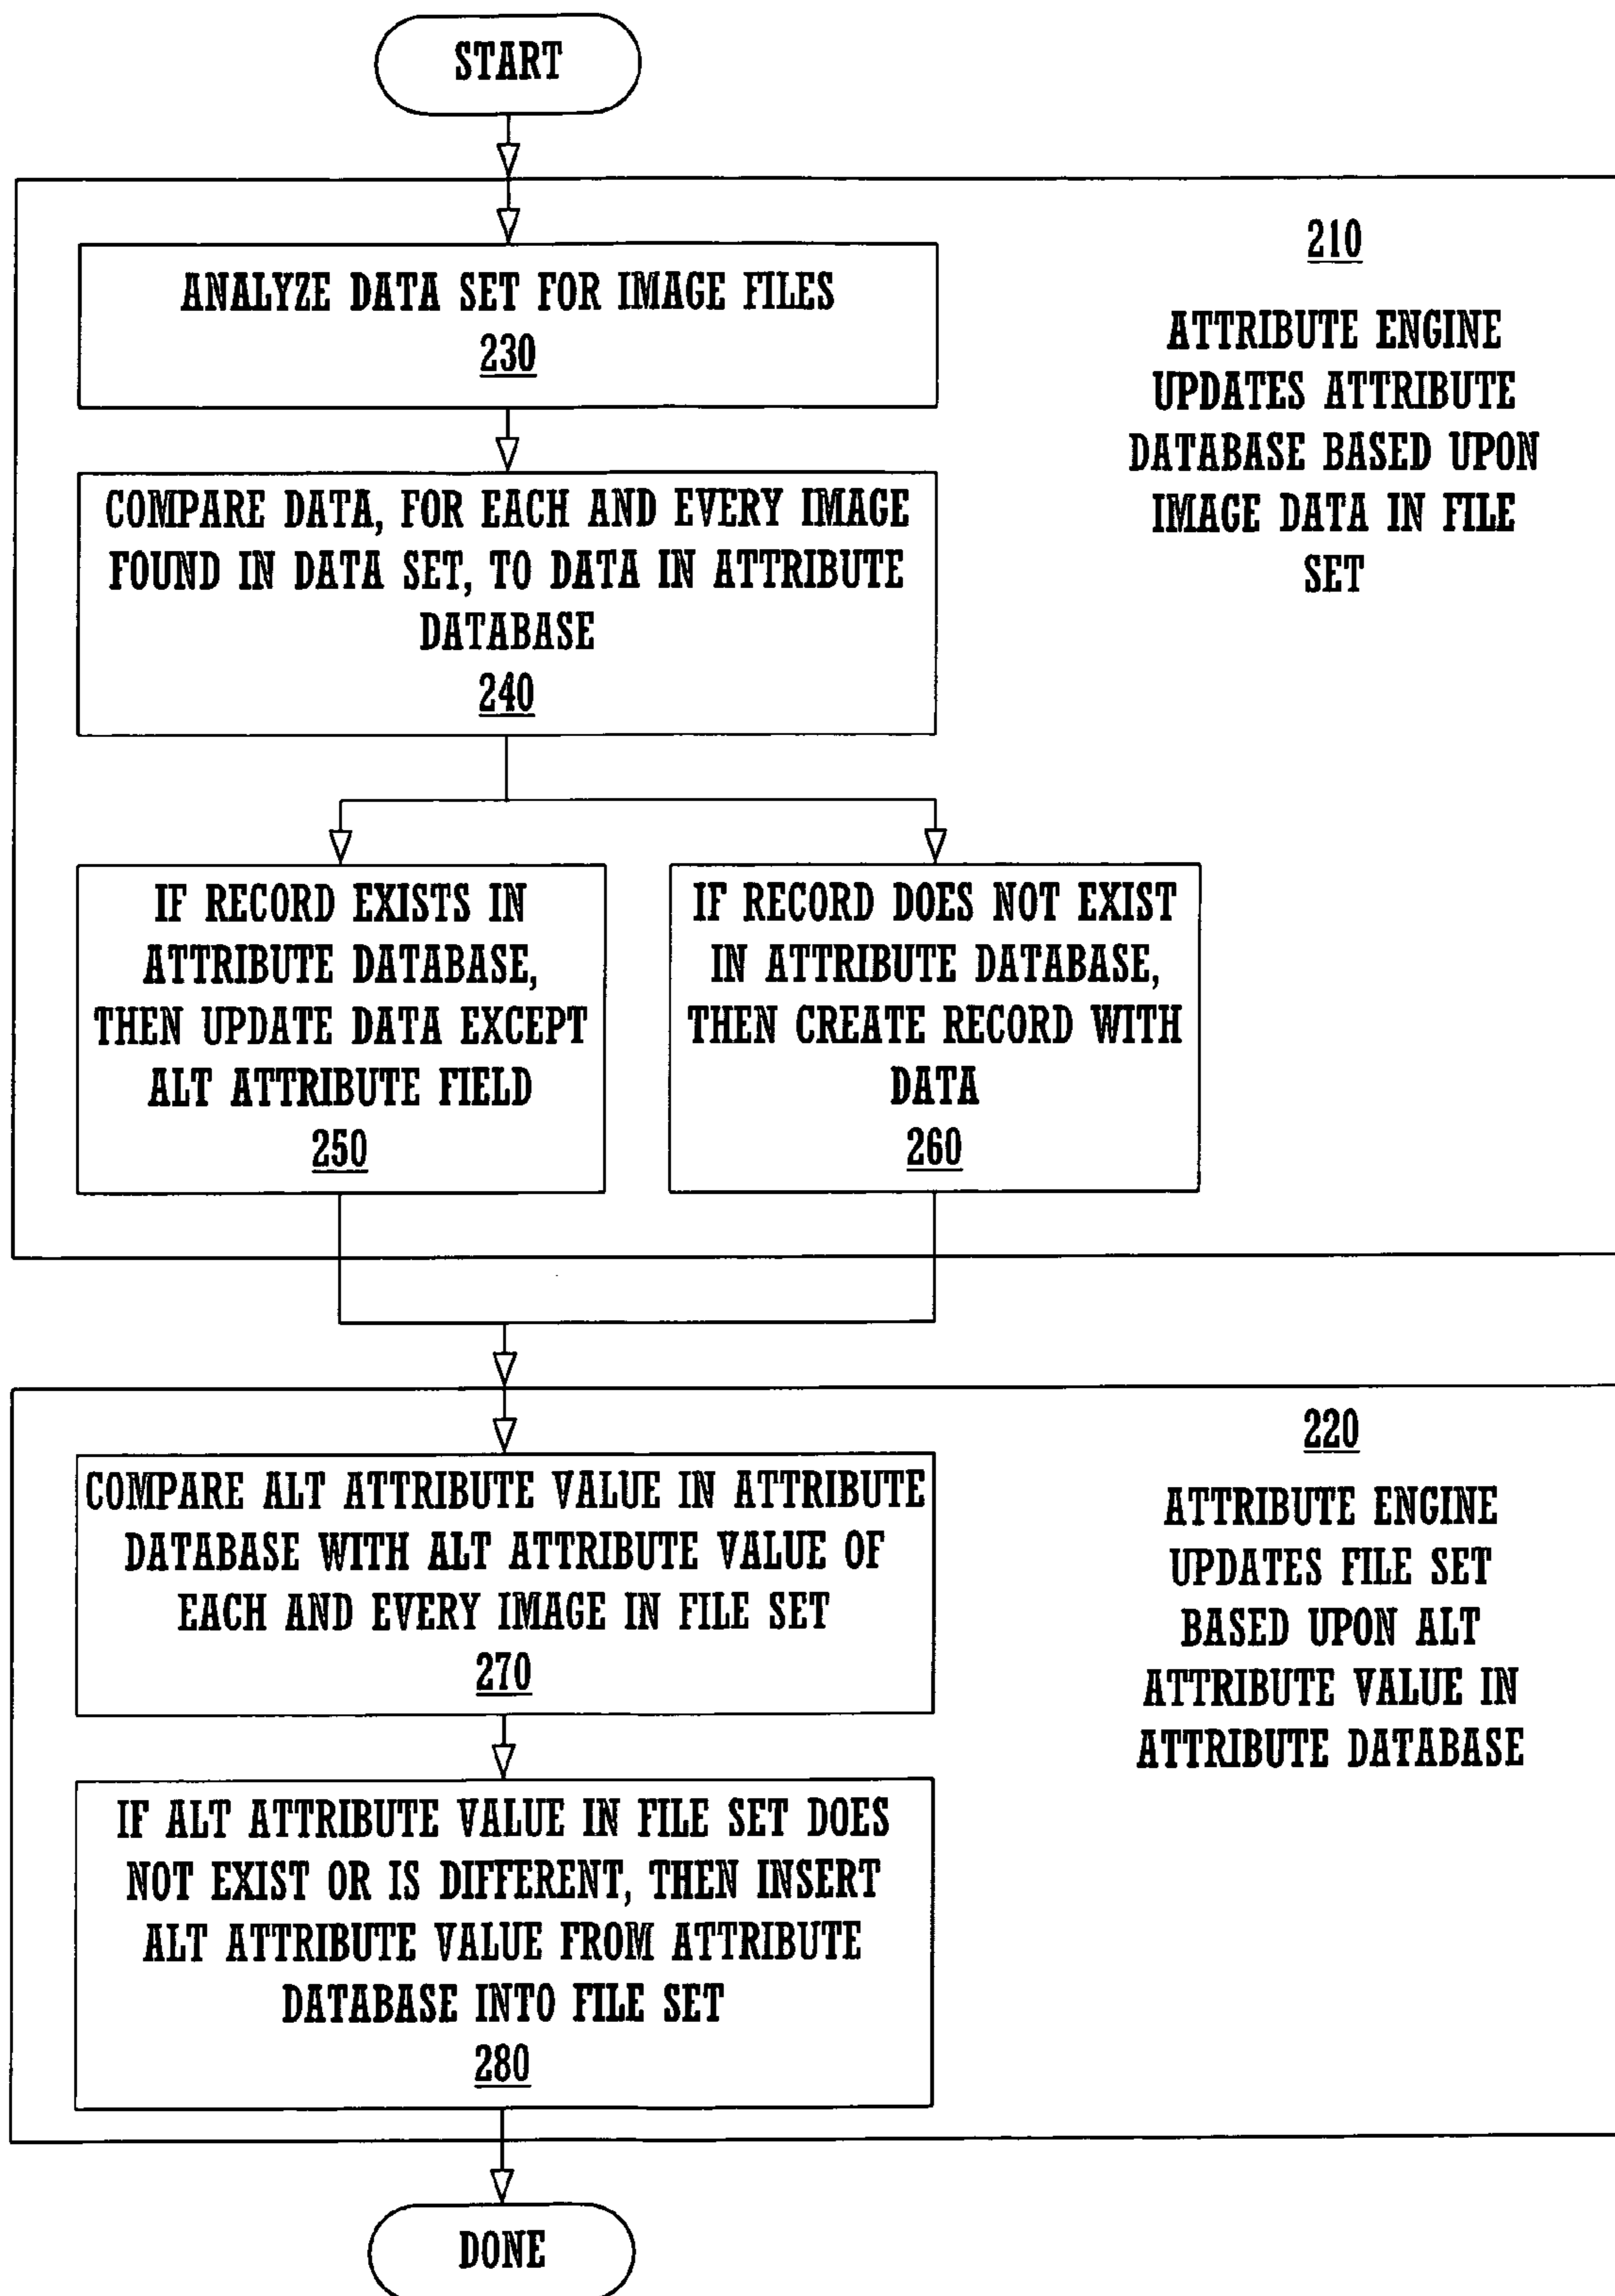 START
210
ATTRIBUTE ENGINE
UPDATES ATTRIBUTE
DATABASE BASED UPON
IMAGE DATA IN FILE
SET
ANALYZE DATA SET FOR IMAGE FILES
230
COMPARE DATA, FOR EACH AND EVERY IMAGE
FOUND IN DATA SET, TO DATA IN ATTRIBUTE
DATABASE
240
IF RECORD EXISTS IN
ATTRIBUTE DATABASE,
THEN UPDATE DATA EXCEPT
ALT ATTRIBUTE FIELD
250
IF RECORD DOES NOT EXIST
IN ATTRIBUTE DATABASE,
THEN CREATE RECORD WITH
DATA
260
220
ATTRIBUTE ENGINE
UPDATES FILE SET
BASED UPON ALT
ATTRIBUTE VALUE IN
ATTRIBUTE DATABASE
COMPARE ALT ATTRIBUTE VALUE IN ATTRIBUTE
DATABASE WITH ALT ATTRIBUTE VALUE OF
EACH AND EVERY IMAGE IN FILE SET
270
IF ALT ATTRIBUTE VALUE IN FILE SET DOES
NOT EXIST OR IS DIFFERENT, THEN INSERT
ALT ATTRIBUTE VALUE FROM ATTRIBUTE
DATABASE INTO FILE SET
280
DONE